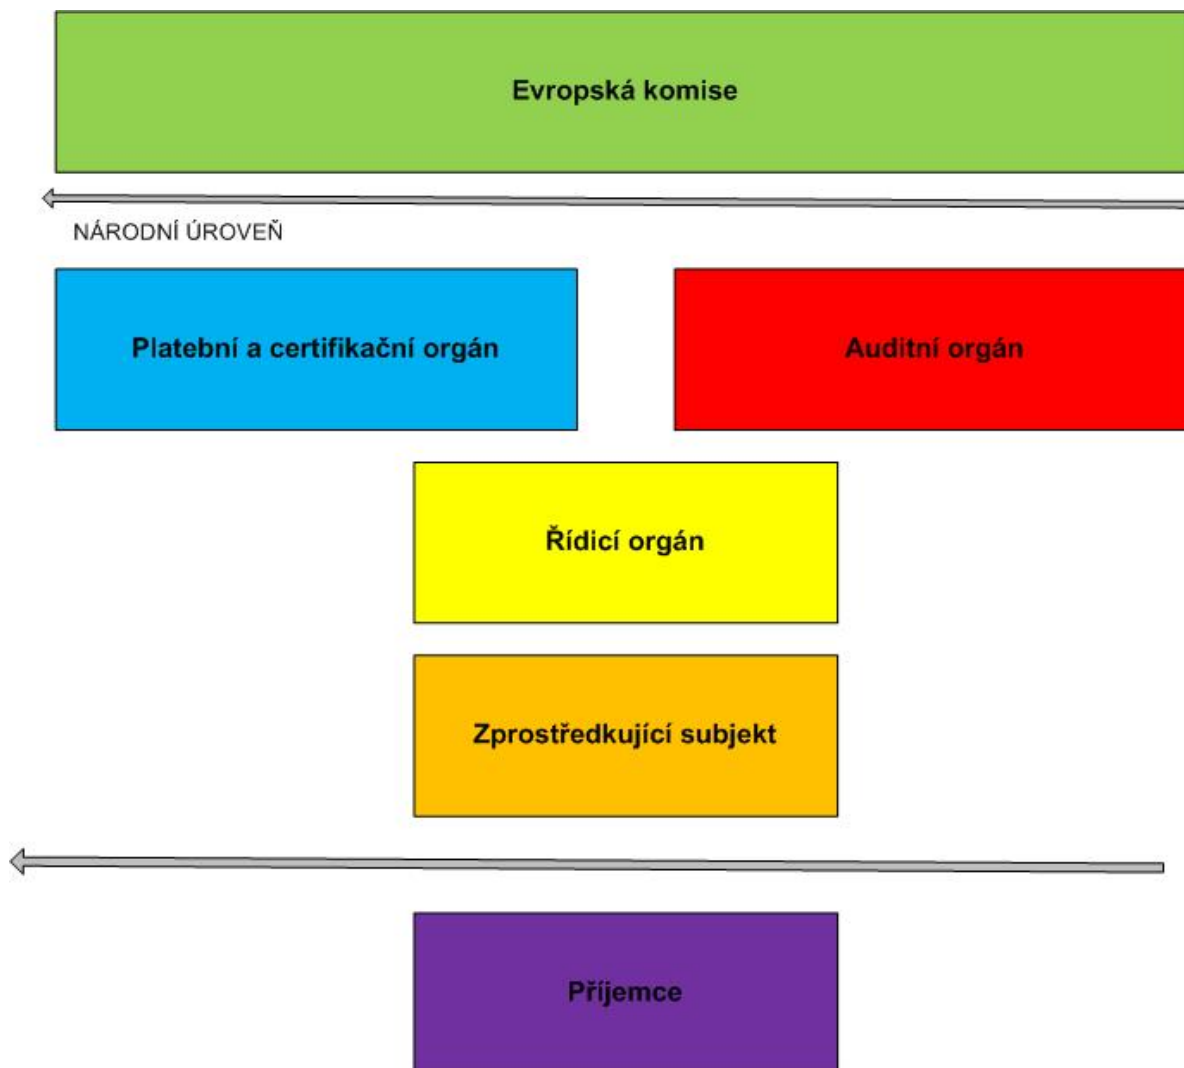 Evropská komise
NÁRODNÍ ÚROVEŇ
Platební a certifikační orgán
Auditní orgán
Řídicí orgán
Zprostředkující subjekt
Příjemce